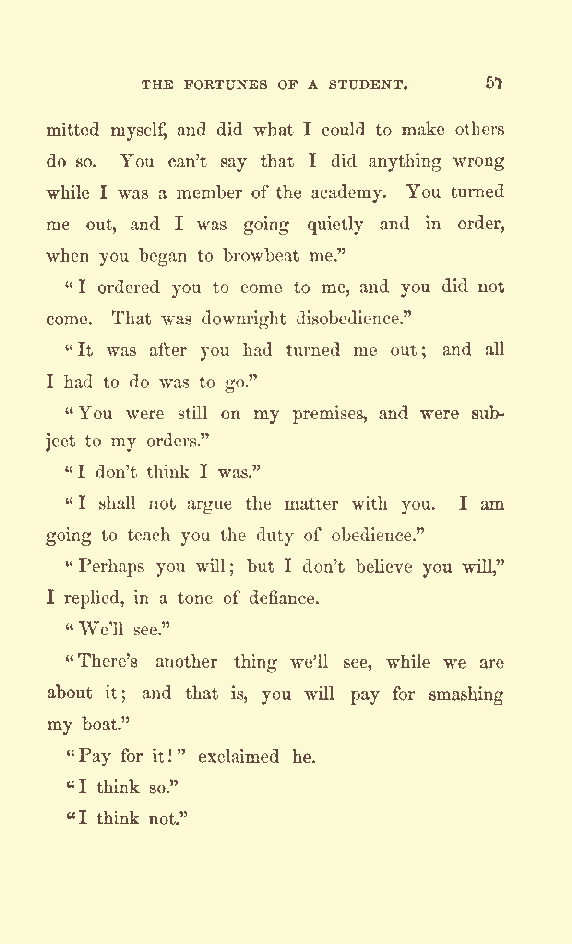 THE FORTUNES OF A STUDENT. 57
mitted myself, and did what I could to make others
do so. You can't say that I did anything wrong
while I was a member of the academy. You turned
me out, and I was going quietly and in order,
when you began to browbeat me."
"I ordered you to come to me, and you did not
come. That was downright disobedience."
"It was after you had turned me out; and all
I had to do was to go."
"You were still on my premises, and were sub-
ject to my orders."
"I don't think I was."
"I shall not argue the matter with you. I am
going to teach you the duty of obedience."
"Perhaps you will; but I don't believe you will,"
I replied, in a tone of defiance.
"We'll see."
"There's another thing we'll see, while we are
about it; and that is, you will pay for smashing
my boat."
"Pay for it!" exclaimed he.
"I think so."
"I think not."